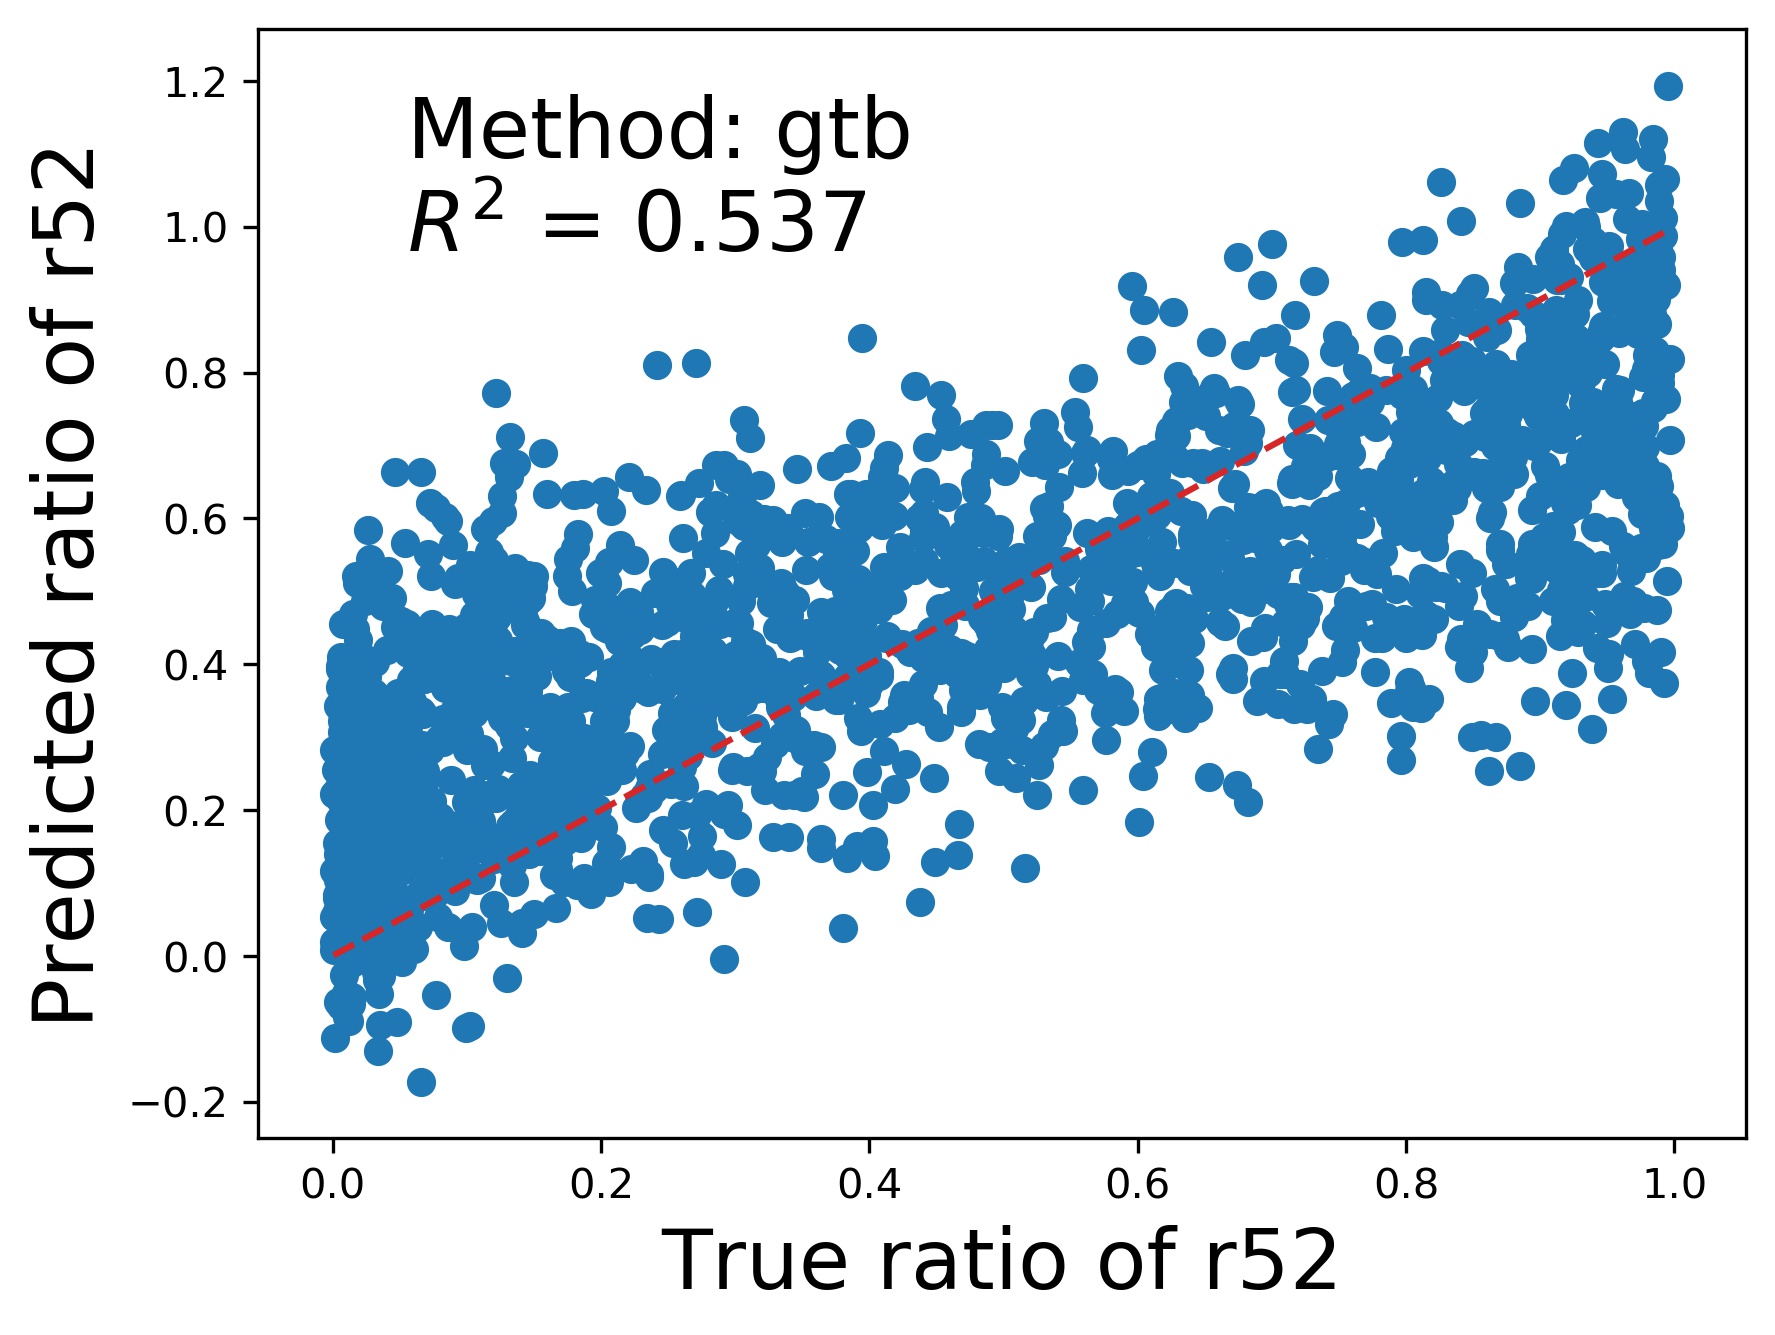 Method: gtb
R² = 0.537
Predicted ratio of r52
1.2
1.0
0.8
0.6
0.4
0.2
0.0
−0.2
0.0 0.2 0.4 0.6 0.8 1.0
True ratio of r52